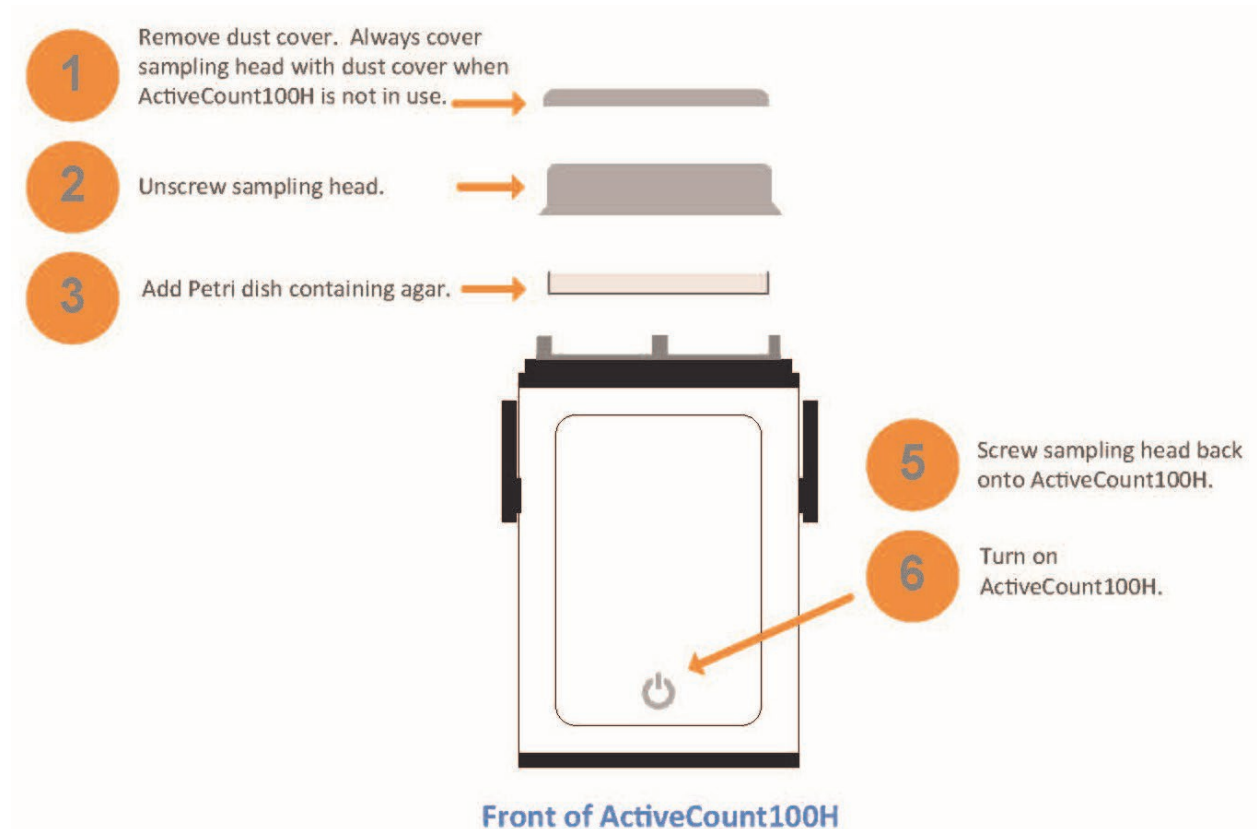 1
Remove dust cover. Always cover
sampling head with dust cover when
ActiveCount100H is not in use.
2
Unscrew sampling head.
3
Add Petri dish containing agar.
5
Screw sampling head back
onto ActiveCount100H.
6
Turn on
ActiveCount100H.
Front of ActiveCount100H